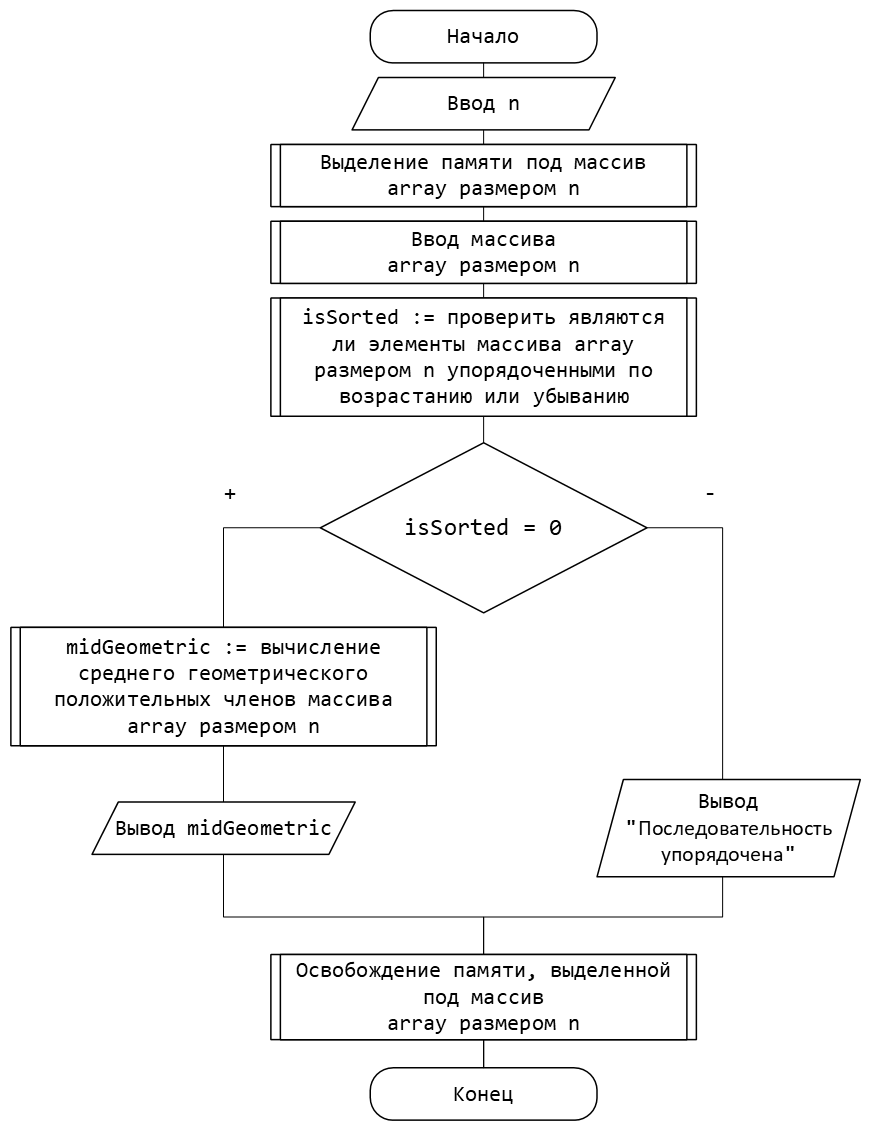 Начало
Ввод n
Выделение памяти под массив
array размером n
Ввод массива
array размером n
isSorted := проверить являются
ли элементы массива array
размером n упорядоченными по
возрастанию или убыванию
+
-
isSorted = 0
midGeometric := вычисление
среднего геометрического
положительных членов массива
array размером n
Вывод midGeometric
Вывод
"Последовательность
упорядочена"
Освобождение памяти, выделенной
под массив
array размером n
Конец